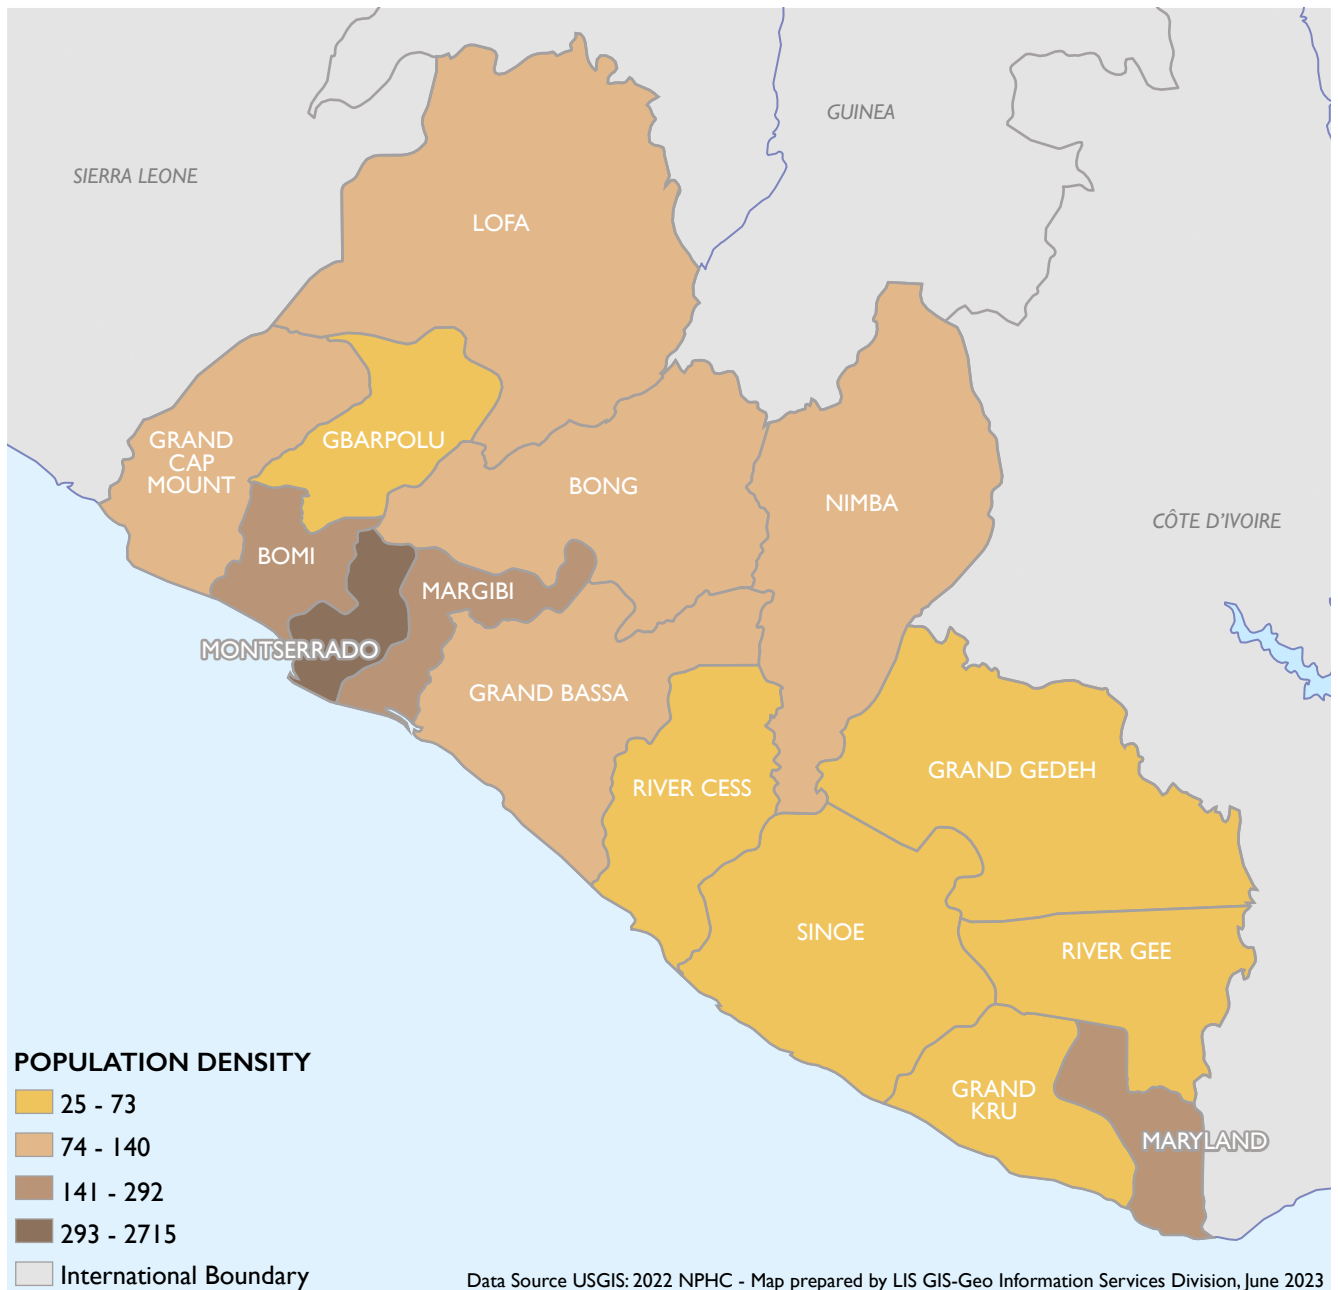 GUINEA
SIERRA LEONE
LOFA
GRAND
CAP
MOUNT
GBARPOLU
BONG
NIMBA
CÔTE D'IVOIRE
BOMI
MARGIBI
MONTSERRADO
GRAND BASSA
RIVER CESS
GRAND GEDEH
SINOE
RIVER GEE
GRAND
KRU
MARYLAND
POPULATION DENSITY
25 - 73
74 - 140
141 - 292
293 - 2715
International Boundary
Data Source USGIS: 2022 NPHC - Map prepared by LIS GIS-Geo Information Services Division, June 2023